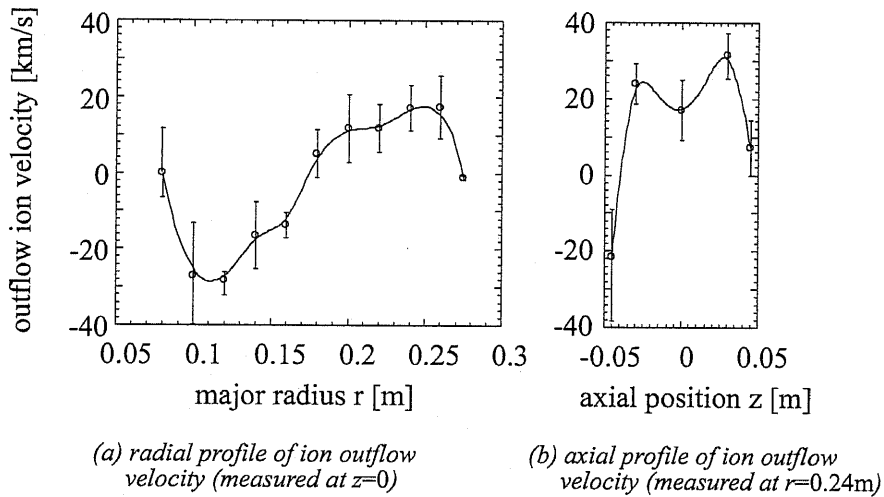 outflow ion velocity [km/s]
40
20
0
-20
-40
0.05
0.1
0.15
0.2
0.25
0.3
major radius r [m]
(a) radial profile of ion outflow
velocity (measured at z=0)
40
20
0
-20
-40
-0.05
0
0.05
axial position z [m]
(b) axial profile of ion outflow
velocity (measured at r=0.24m)